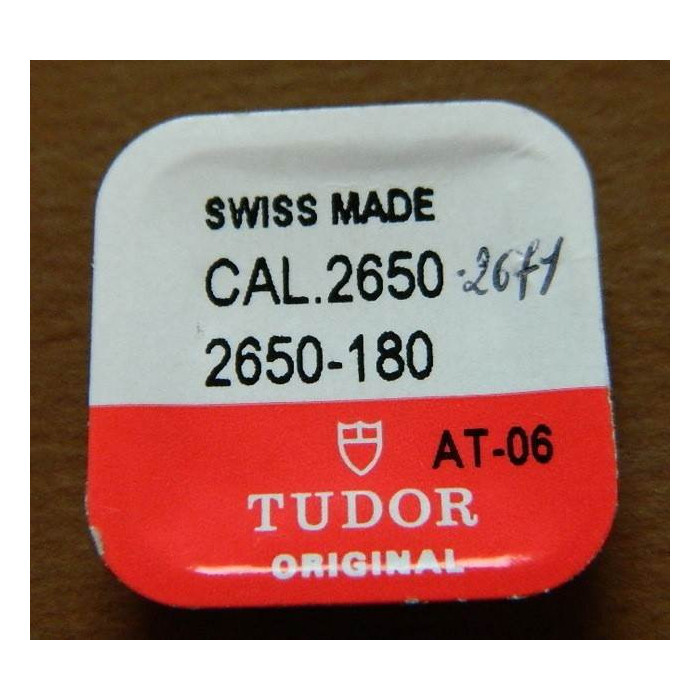 SWISS MADE
CAL.2650 -2671
2650-180
AT-06
TUDOR
ORIGINAL